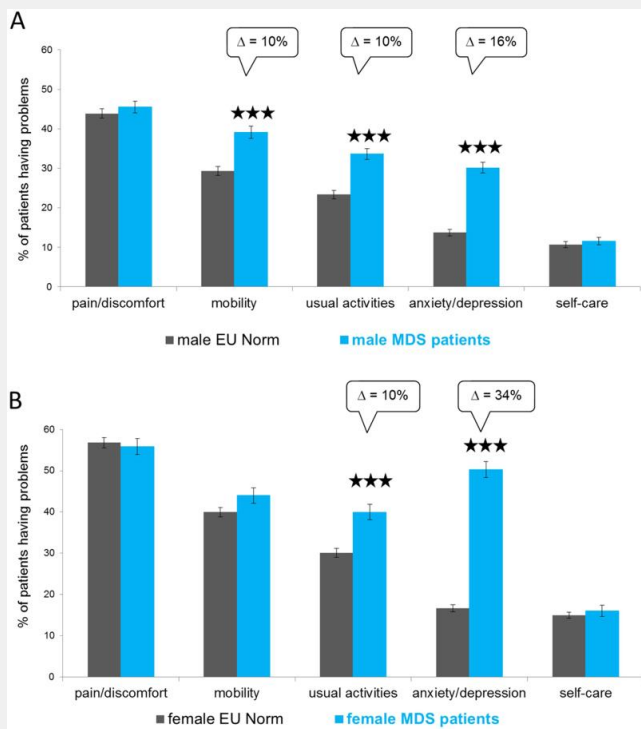 A
Δ = 10%
Δ = 10%
Δ = 16%
% of patients having problems
60
50
40
30
20
10
0
★★★
★★★
★★★
pain/discomfort
mobility
usual activities
anxiety/depression
self-care
male EU Norm
male MDS patients
B
Δ = 10%
Δ = 34%
% of patients having problems
60
50
40
30
20
10
0
★★★
★★★
pain/discomfort
mobility
usual activities
anxiety/depression
self-care
female EU Norm
female MDS patients